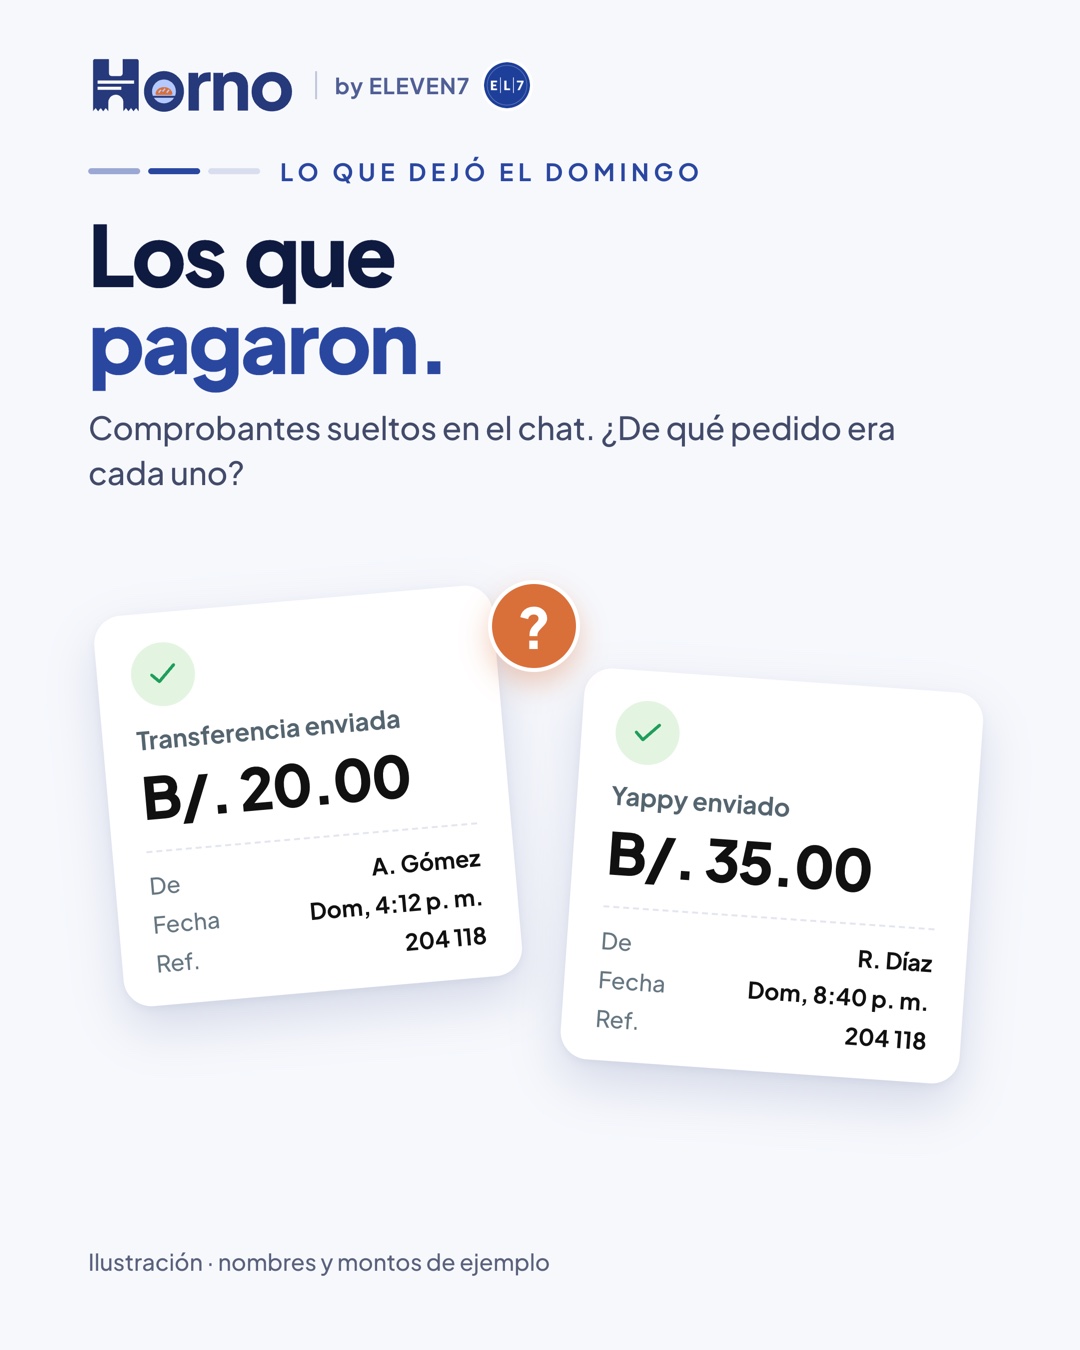 Horno by ELEVEN7 E|L|7
LO QUE DEJÓ EL DOMINGO
Los que
pagaron.
Comprobantes sueltos en el chat. ¿De qué pedido era
cada uno?
?
Transferencia enviada
B/. 20.00
De A. Gómez
Fecha Dom, 4:12 p. m.
Ref. 204 118
Yappy enviado
B/. 35.00
De R. Díaz
Fecha Dom, 8:40 p. m.
Ref. 204 118
Ilustración · nombres y montos de ejemplo